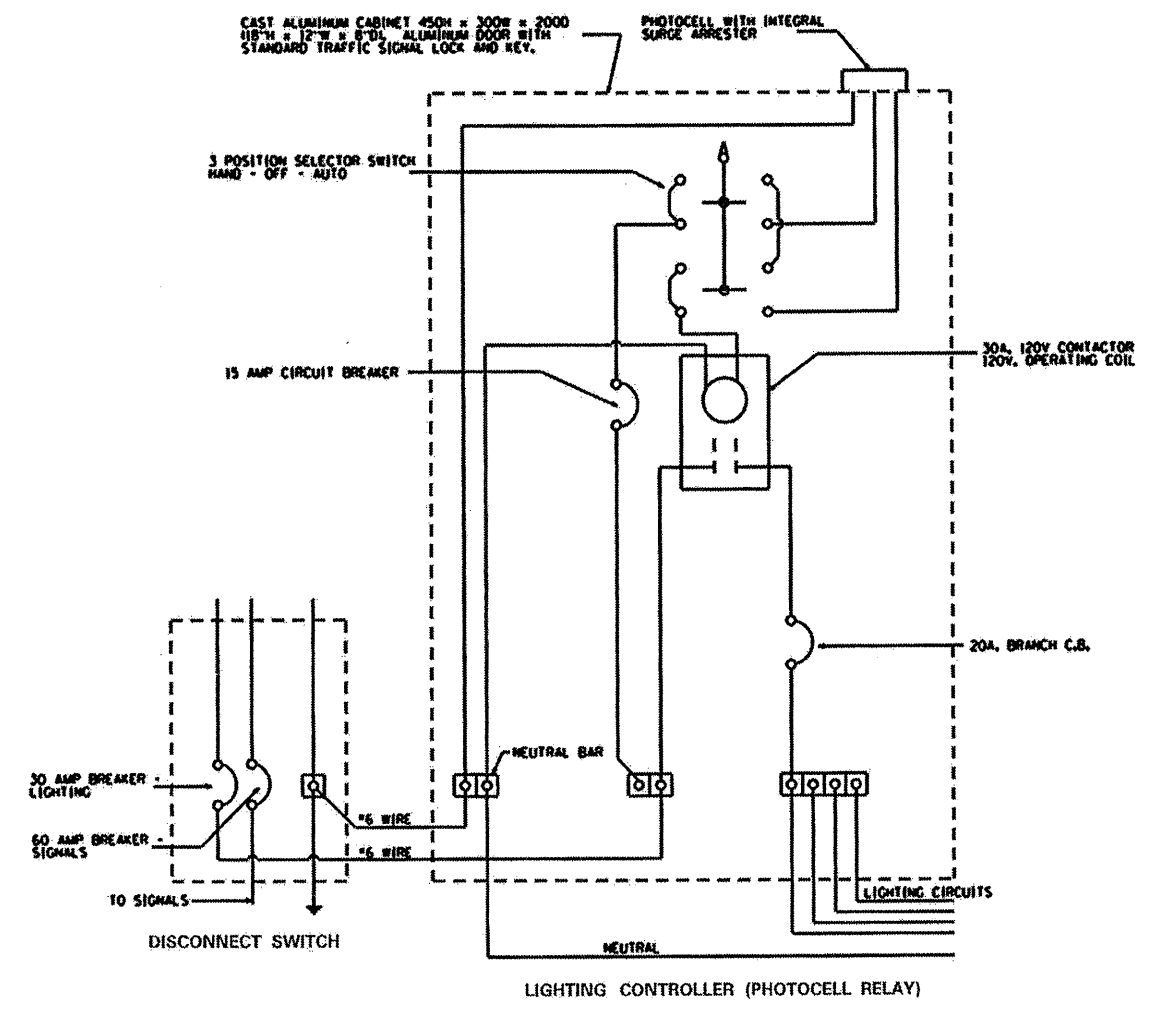 CAST ALUMINUM CABINET 450H x 300W x 2000
(18"H x 12"W x 8"D). ALUMINUM DOOR WITH
STANDARD TRAFFIC SIGNAL LOCK AND KEY.
PHOTOCELL WITH INTEGRAL
SURGE ARRESTER
3 POSITION SELECTOR SWITCH
HAND - OFF - AUTO
30A, 120V CONTACTOR
120V. OPERATING COIL
15 AMP CIRCUIT BREAKER
20A. BRANCH C.B.
NEUTRAL BAR
30 AMP BREAKER -
LIGHTING
#6 WIRE
60 AMP BREAKER -
SIGNALS
#6 WIRE
LIGHTING CIRCUITS
TO SIGNALS
DISCONNECT SWITCH
NEUTRAL
LIGHTING CONTROLLER (PHOTOCELL RELAY)